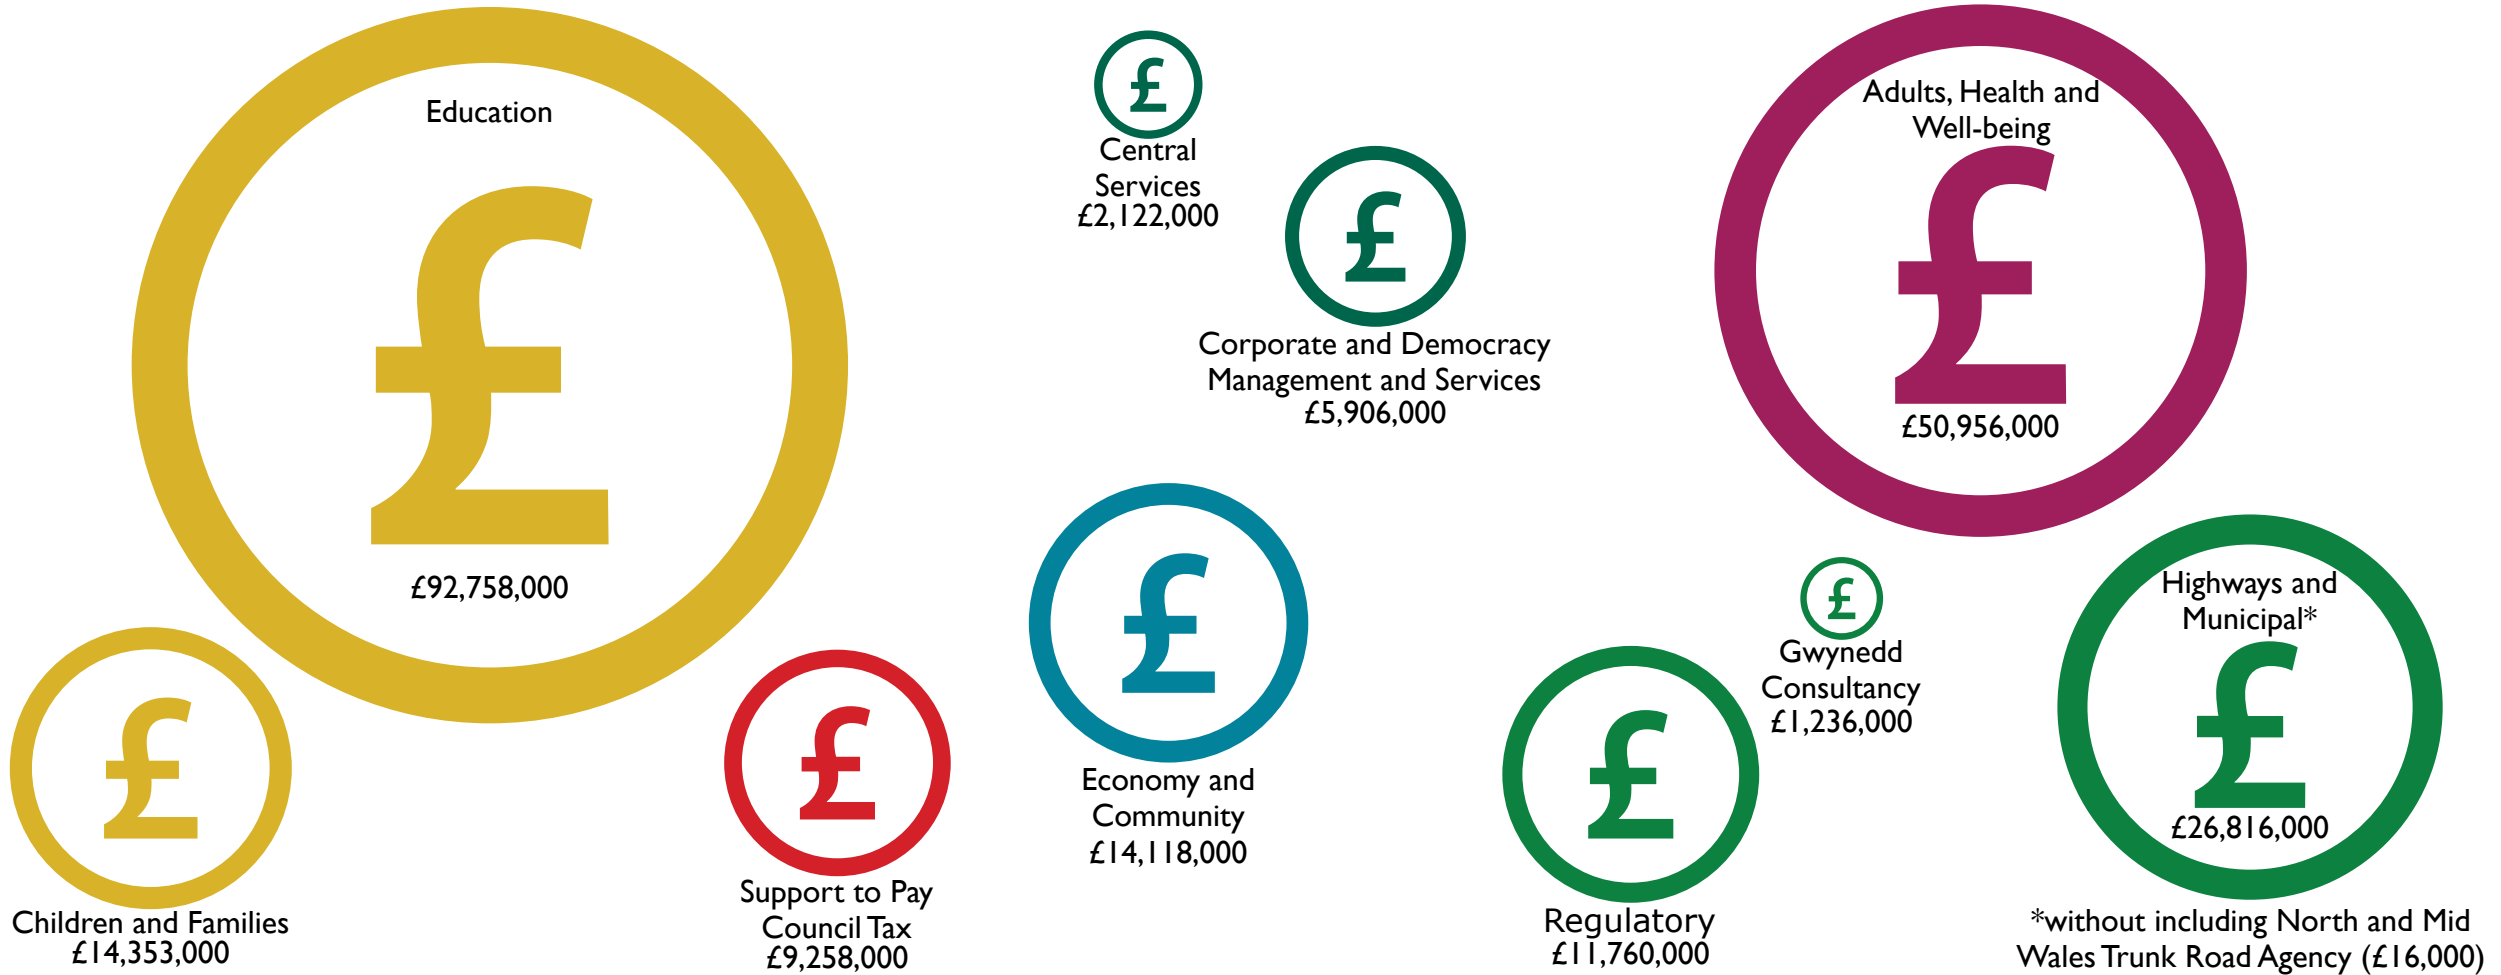 Education
£
£92,758,000
£
Central
Services
£2,122,000
£
Corporate and Democracy
Management and Services
£5,906,000
Adults, Health and
Well-being
£
£50,956,000
£
Children and Families
£14,353,000
£
Support to Pay
Council Tax
£9,258,000
£
Economy and
Community
£14,118,000
£
Regulatory
£11,760,000
£
Gwynedd
Consultancy
£1,236,000
Highways and
Municipal*
£
£26,816,000
*without including North and Mid
Wales Trunk Road Agency (£16,000)